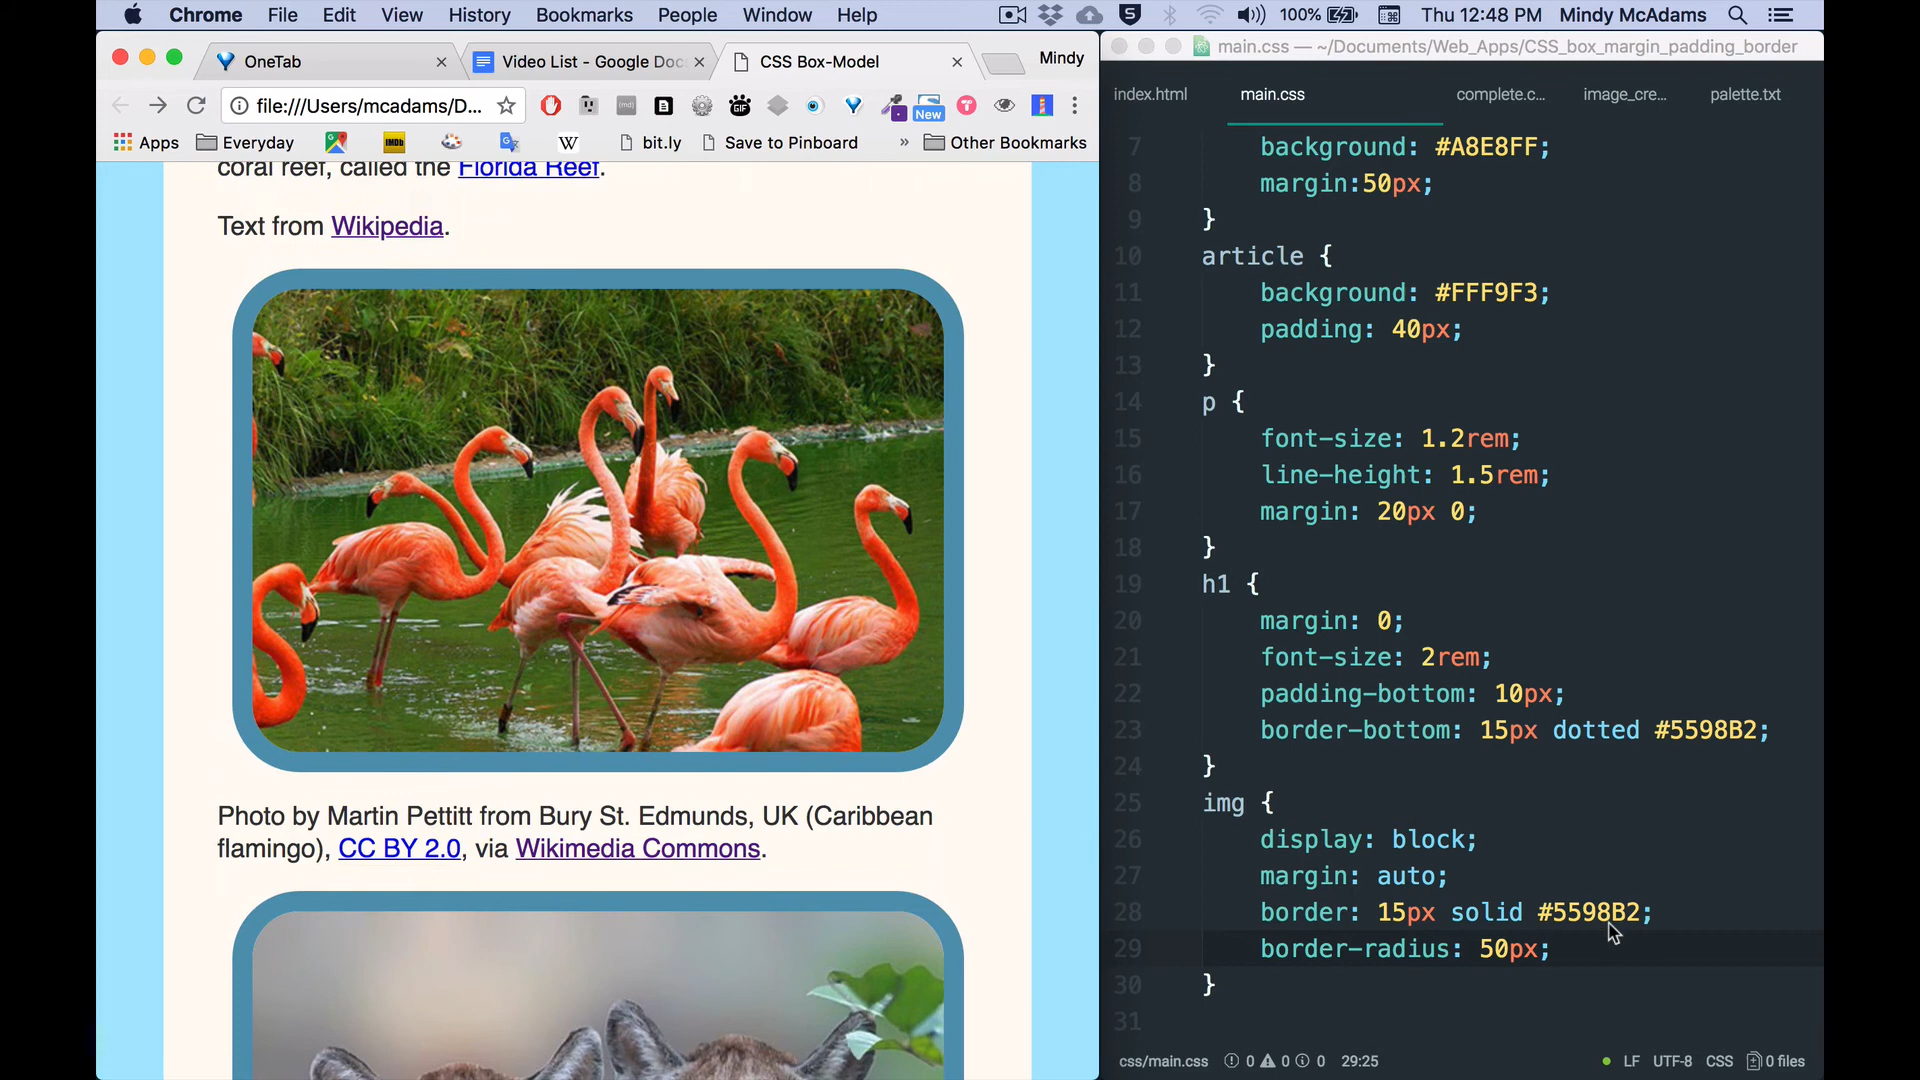 Chrome File Edit View History Bookmarks People Window Help 100% Thu 12:48 PM Mindy McAdams
OneTab Video List - Google Doc CSS Box-Model Mindy
file:///Users/mcadams/D... New
Apps Everyday bit.ly Save to Pinboard » Other Bookmarks
coral reef, called the Florida Reef.
Text from Wikipedia.
Photo by Martin Pettitt from Bury St. Edmunds, UK (Caribbean
flamingo), CC BY 2.0, via Wikimedia Commons.
main.css — ~/Documents/Web_Apps/CSS_box_margin_padding_border
index.html main.css complete.c... image_cre... palette.txt
7 background: #A8E8FF;
8 margin:50px;
9 }
10 article {
11 background: #FFF9F3;
12 padding: 40px;
13 }
14 p {
15 font-size: 1.2rem;
16 line-height: 1.5rem;
17 margin: 20px 0;
18 }
19 h1 {
20 margin: 0;
21 font-size: 2rem;
22 padding-bottom: 10px;
23 border-bottom: 15px dotted #5598B2;
24 }
25 img {
26 display: block;
27 margin: auto;
28 border: 15px solid #5598B2;
29 border-radius: 50px;
30 }
31
css/main.css 0 0 0 29:25 LF UTF-8 CSS 0 files